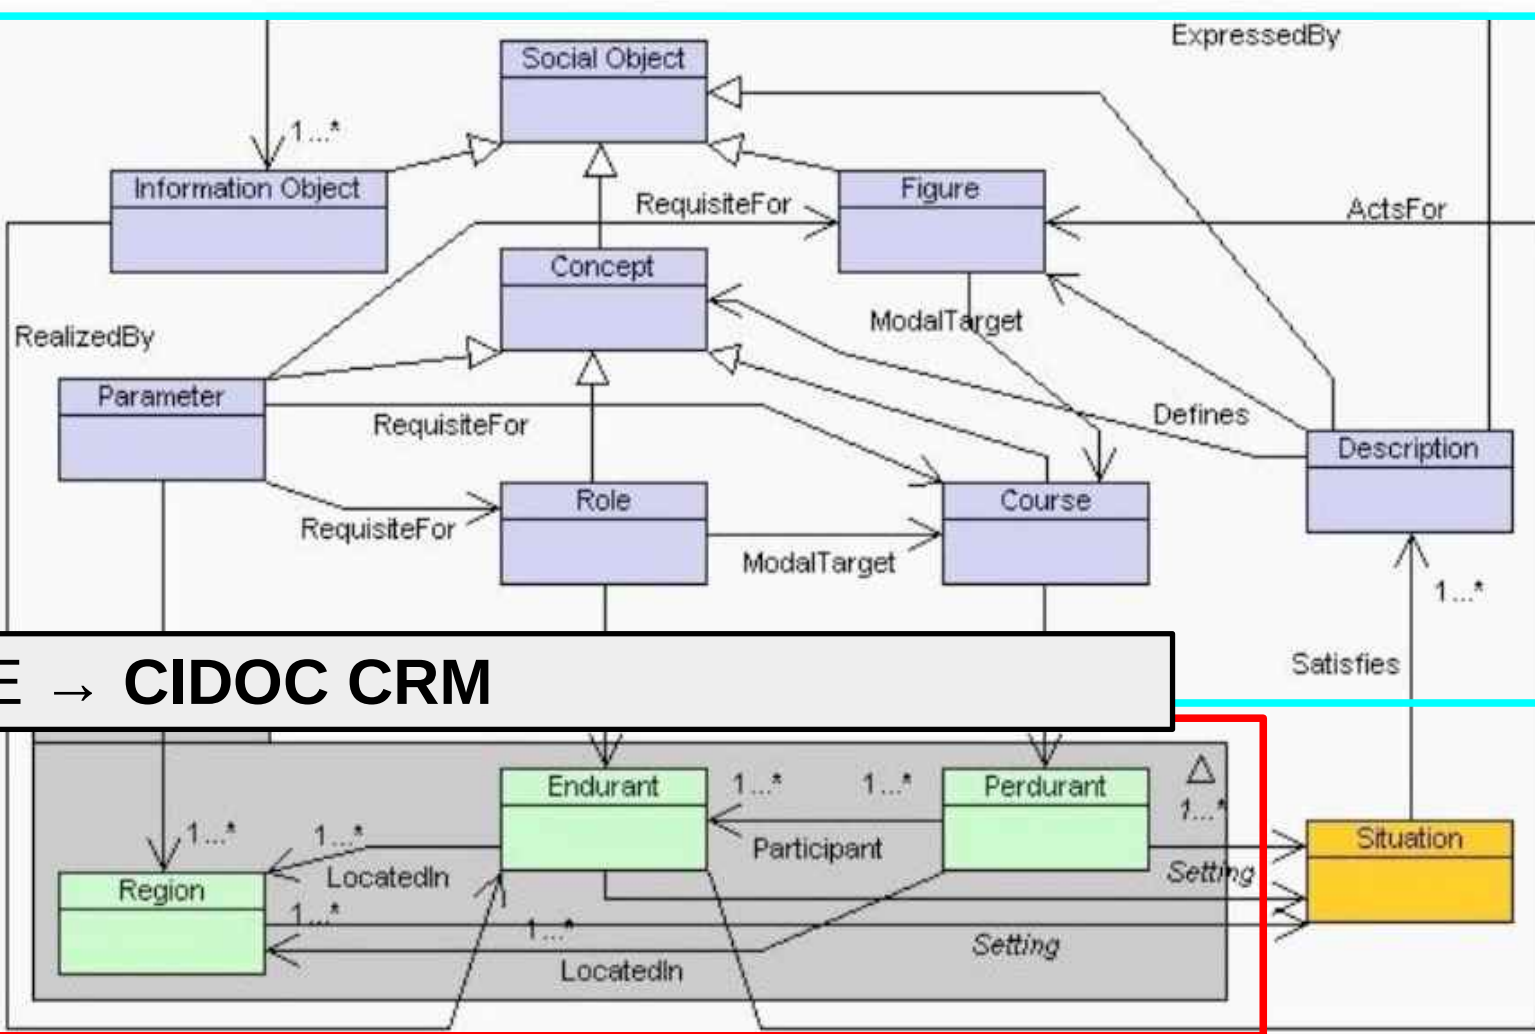 ExpressedBy
Social Object
1...*
Information Object
RequisiteFor
Figure
ActsFor
Concept
ModalTarget
RealizedBy
Parameter
RequisiteFor
Defines
Description
Role
Course
RequisiteFor
ModalTarget
1...*
Satisfies
E → CIDOC CRM
Endurant
1...*
1...*
Perdurant
1...*
1...*
1...*
Participant
Situation
LocatedIn
Setting
Region
1...*
1...*
Setting
LocatedIn